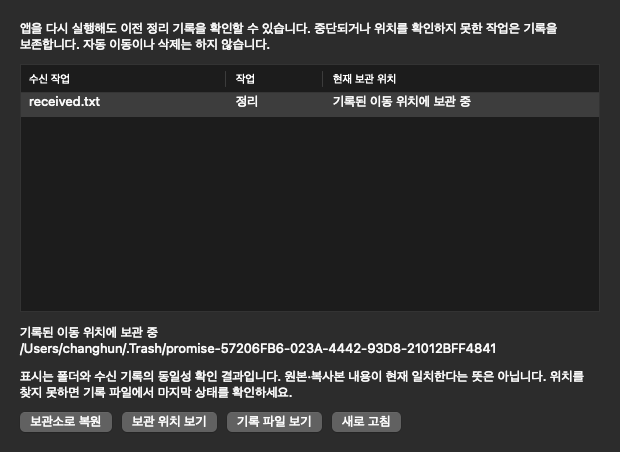 앱을 다시 실행해도 이전 정리 기록을 확인할 수 있습니다. 중단되거나 위치를 확인하지 못한 작업은 기록을
보존합니다. 자동 이동이나 삭제는 하지 않습니다.
수신 작업 작업 현재 보관 위치
received.txt 정리 기록된 이동 위치에 보관 중
기록된 이동 위치에 보관 중
/Users/changhun/.Trash/promise-57206FB6-023A-4442-93D8-21012BFF4841
표시는 폴더와 수신 기록의 동일성 확인 결과입니다. 원본·복사본 내용이 현재 일치한다는 뜻은 아닙니다. 위치를
찾지 못하면 기록 파일에서 마지막 상태를 확인하세요.
보관소로 복원 보관 위치 보기 기록 파일 보기 새로 고침